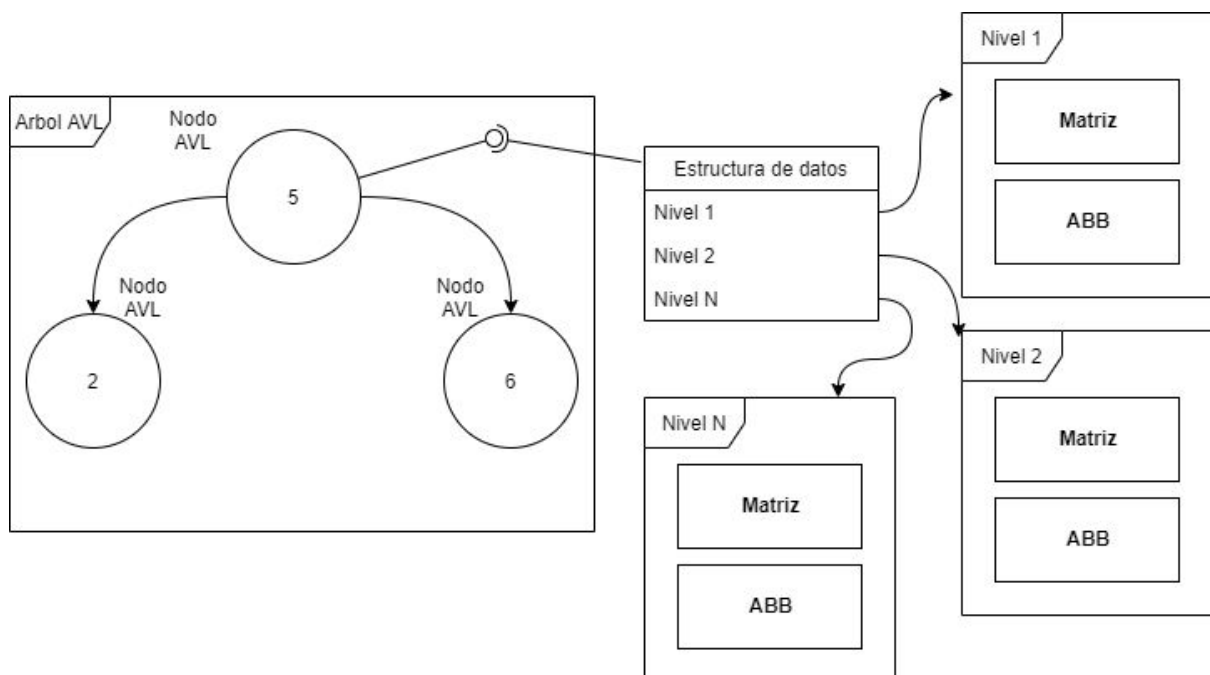 Arbol AVL
Nodo
AVL
5
Nodo
AVL
2
Nodo
AVL
6
Estructura de datos
Nivel 1
Nivel 2
Nivel N
Nivel 1
Matriz
ABB
Nivel 2
Matriz
ABB
Nivel N
Matriz
ABB